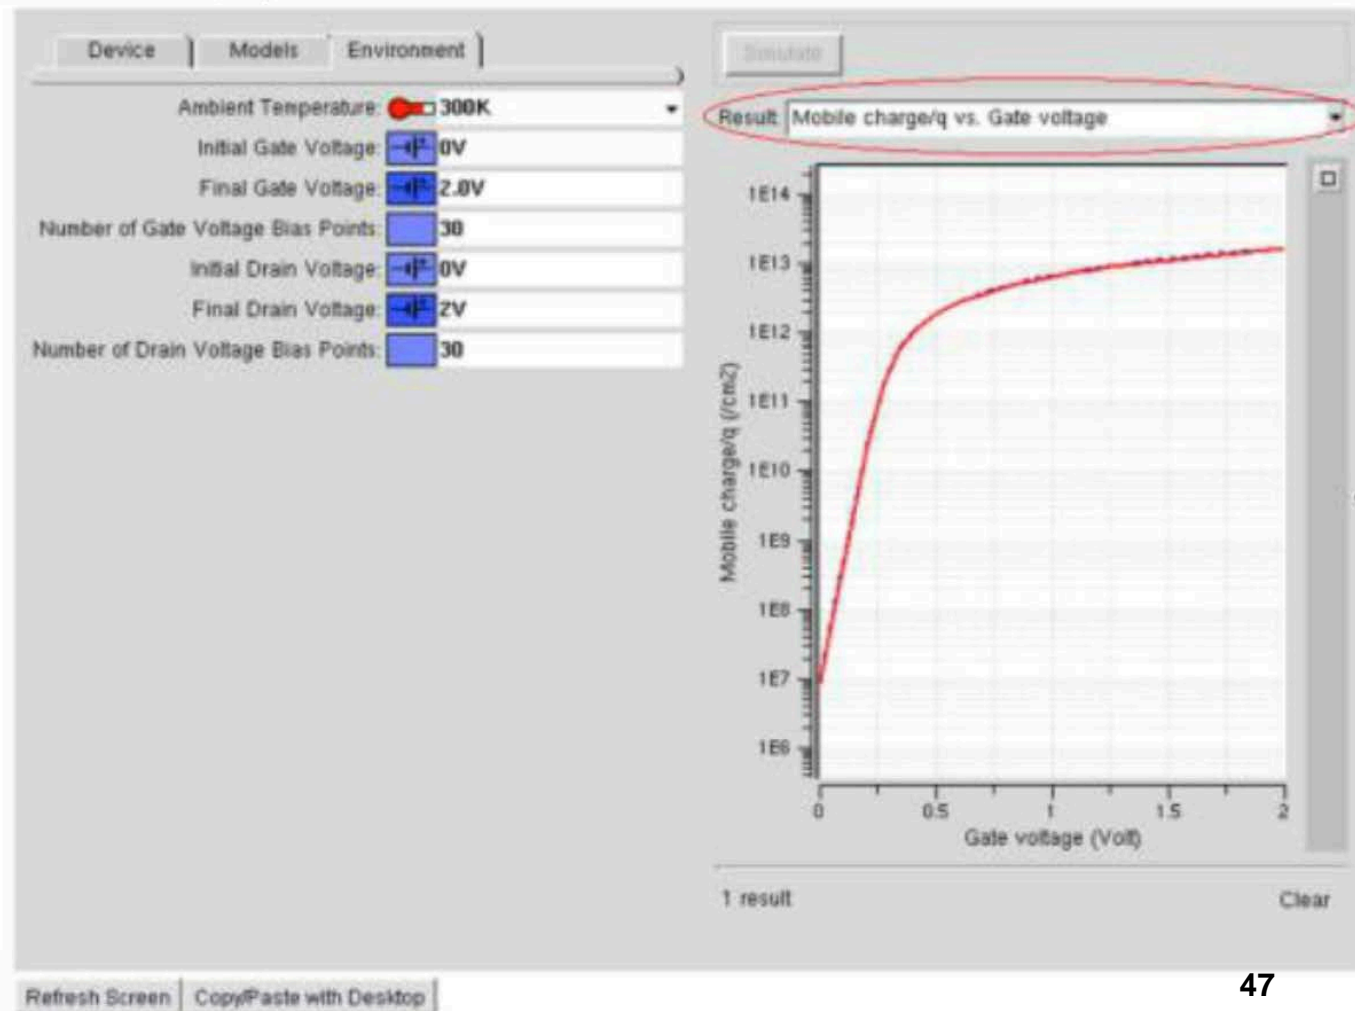 Device Models Environment
Ambient Temperature: 300K
Initial Gate Voltage: 0V
Final Gate Voltage: 2.0V
Number of Gate Voltage Bias Points: 30
Initial Drain Voltage: 0V
Final Drain Voltage: 2V
Number of Drain Voltage Bias Points: 30
Simulate
Result Mobile charge/q vs. Gate voltage
1E14
1E13
1E12
1E11
1E10
1E9
1E8
1E7
1E6
Mobile charge/q (/cm2)
0 0.5 1 1.5 2
Gate voltage (Volt)
1 result Clear
Refresh Screen Copy/Paste with Desktop
47